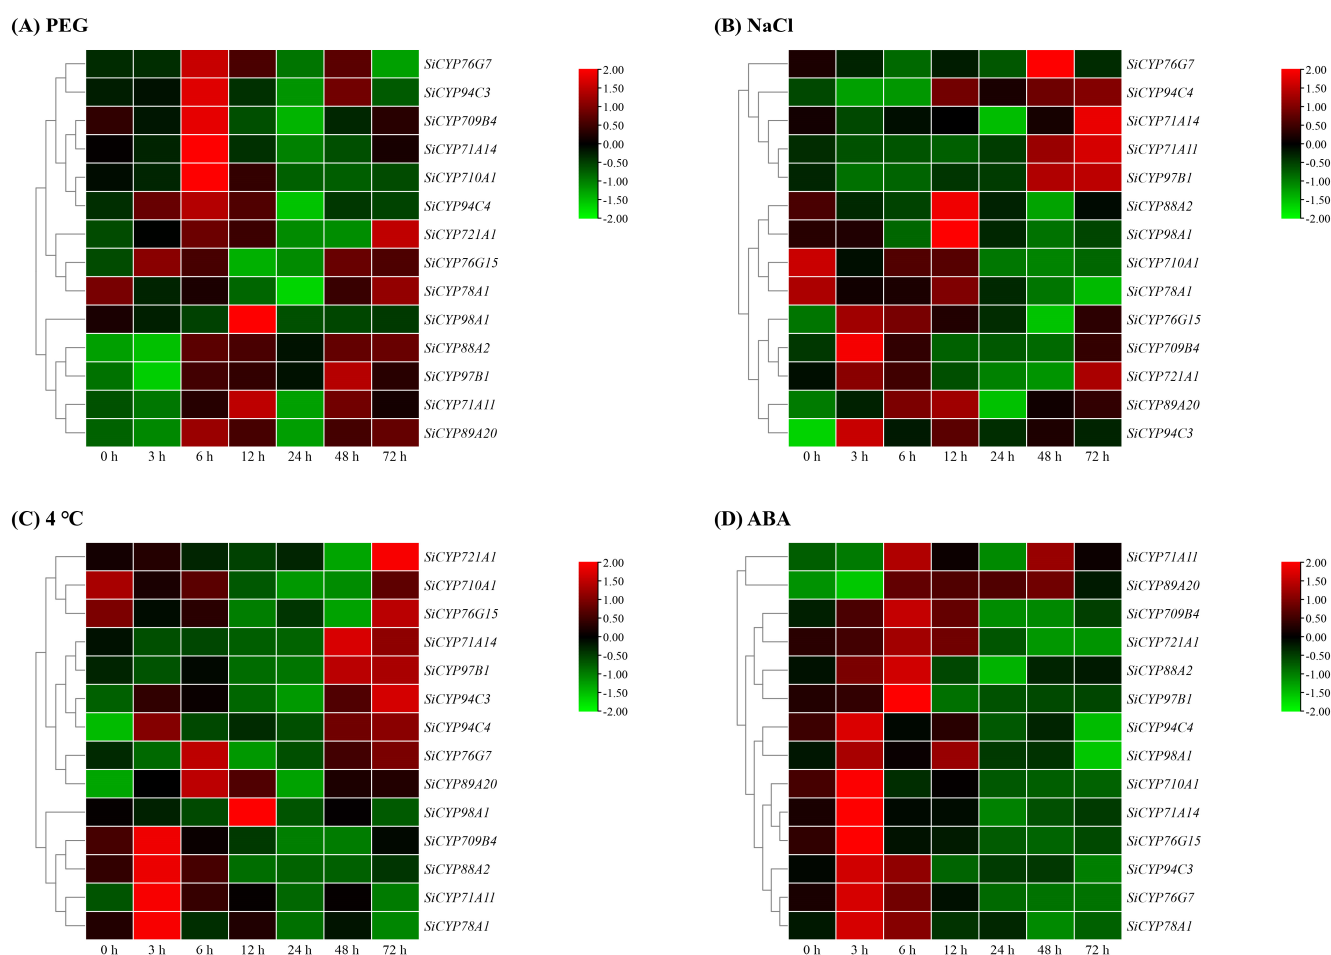 (A) PEG
SiCYP76G7
SiCYP94C3
SiCYP709B4
SiCYP71A14
SiCYP710A1
SiCYP94C4
SiCYP721A1
SiCYP76G15
SiCYP78A1
SiCYP98A1
SiCYP88A2
SiCYP97B1
SiCYP71A11
SiCYP89A20
0 h 3 h 6 h 12 h 24 h 48 h 72 h
2.00
1.50
1.00
0.50
0.00
-0.50
-1.00
-1.50
-2.00
(B) NaCl
SiCYP76G7
SiCYP94C4
SiCYP71A14
SiCYP71A11
SiCYP97B1
SiCYP88A2
SiCYP98A1
SiCYP710A1
SiCYP78A1
SiCYP76G15
SiCYP709B4
SiCYP721A1
SiCYP89A20
SiCYP94C3
0 h 3 h 6 h 12 h 24 h 48 h 72 h
2.00
1.50
1.00
0.50
0.00
-0.50
-1.00
-1.50
-2.00
(C) 4 °C
SiCYP721A1
SiCYP710A1
SiCYP76G15
SiCYP71A14
SiCYP97B1
SiCYP94C3
SiCYP94C4
SiCYP76G7
SiCYP89A20
SiCYP98A1
SiCYP709B4
SiCYP88A2
SiCYP71A11
SiCYP78A1
0 h 3 h 6 h 12 h 24 h 48 h 72 h
2.00
1.50
1.00
0.50
0.00
-0.50
-1.00
-1.50
-2.00
(D) ABA
SiCYP71A11
SiCYP89A20
SiCYP709B4
SiCYP721A1
SiCYP88A2
SiCYP97B1
SiCYP94C4
SiCYP98A1
SiCYP710A1
SiCYP71A14
SiCYP76G15
SiCYP94C3
SiCYP76G7
SiCYP78A1
0 h 3 h 6 h 12 h 24 h 48 h 72 h
2.00
1.50
1.00
0.50
0.00
-0.50
-1.00
-1.50
-2.00